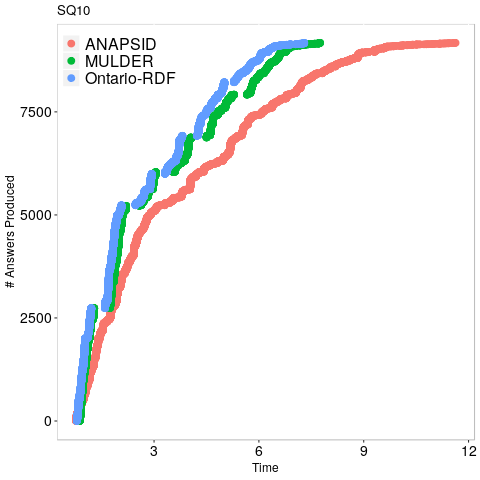 SQ10
ANAPSID
MULDER
Ontario-RDF
# Answers Produced
7500
5000
2500
0
3
6
9
12
Time